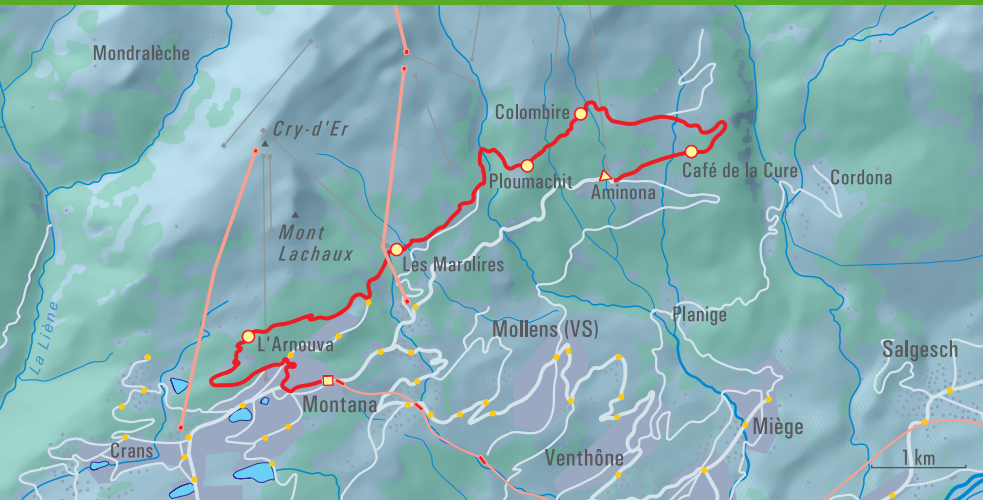 Mondralèche
Cry-d'Er
Colombire
Ploumachit
Café de la Cure
Cordona
Aminona
Mont
Lachaux
Les Marolires
La Liène
Planige
Mollens (VS)
L'Arnouva
Salgesch
Montana
Miège
Crans
Venthône
1 km